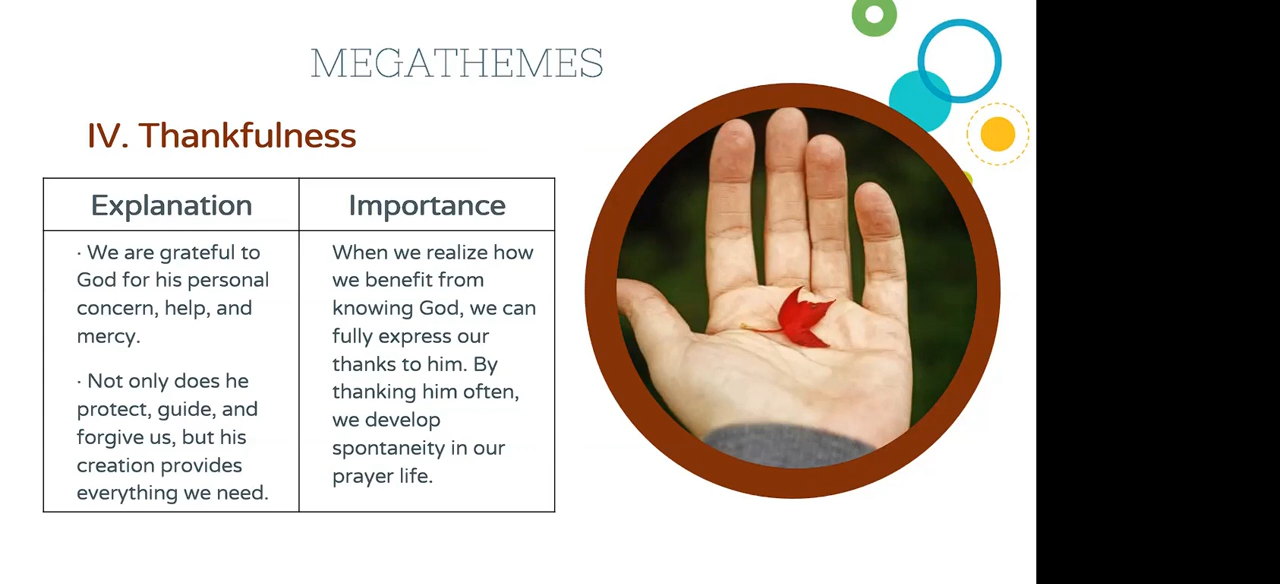 MEGATHEMES
IV. Thankfulness
Explanation
Importance
· We are grateful to
God for his personal
concern, help, and
mercy.
· Not only does he
protect, guide, and
forgive us, but his
creation provides
everything we need.
When we realize how
we benefit from
knowing God, we can
fully express our
thanks to him. By
thanking him often,
we develop
spontaneity in our
prayer life.